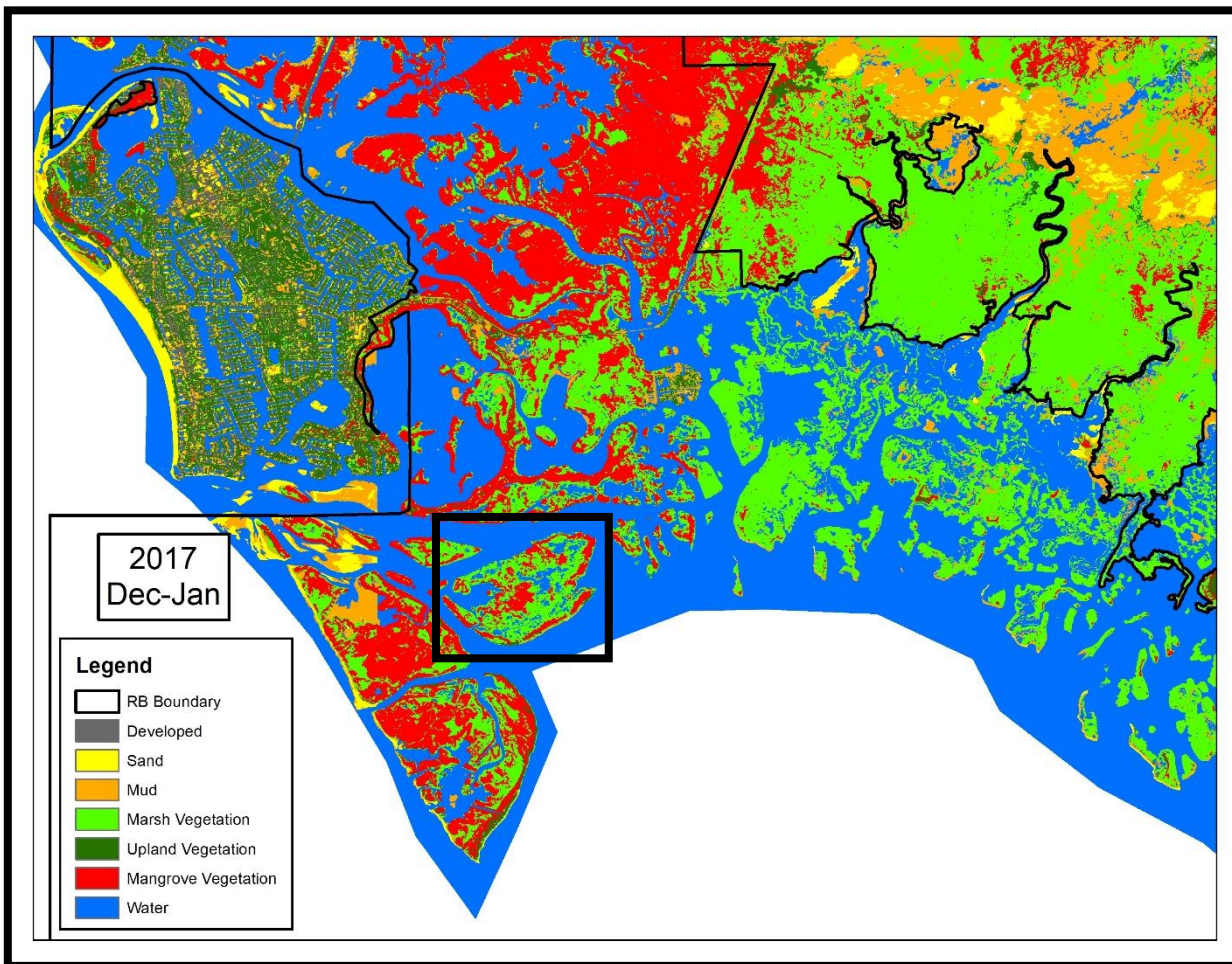 2017
Dec-Jan
Legend
RB Boundary
Developed
Sand
Mud
Marsh Vegetation
Upland Vegetation
Mangrove Vegetation
Water